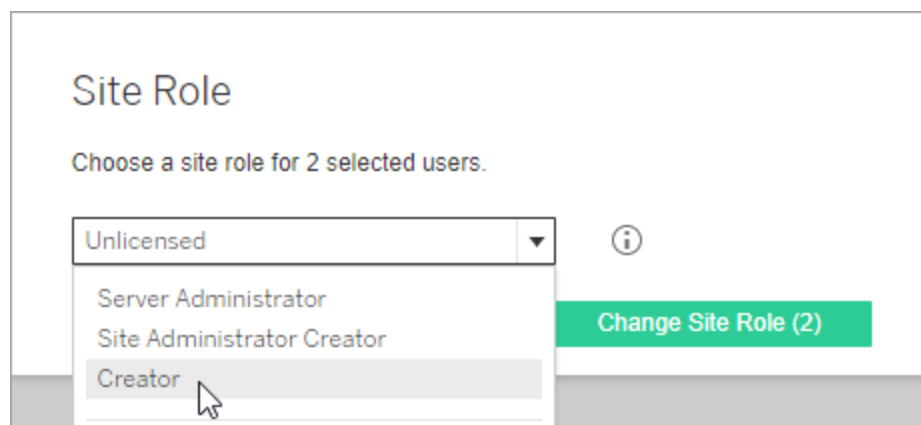 Site Role
Choose a site role for 2 selected users.
Unlicensed
Server Administrator
Site Administrator Creator
Change Site Role (2)
Creator